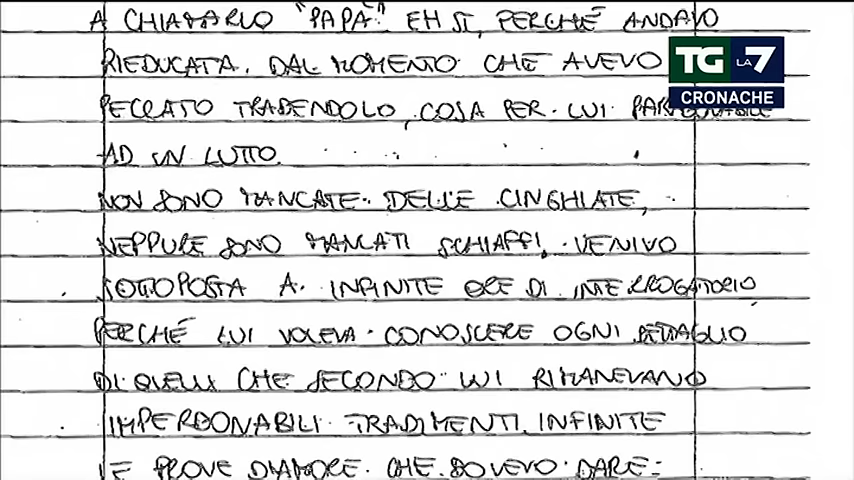 A CHIAMARLO "PAPÀ" EH SI, PERCHÉ ANDAVO
RIEDUCATA. DAL MOMENTO CHE AVEVO
PECCATO TRADENDOLO, COSA PER LUI PARAGONABILE
AD UN LUTTO.
NON SONO MANCATE DELLE CINGHIATE,
NEPPURE SONO MANCATI SCHIAFFI, VENIVO
SOTTOPOSTA A INFINITE ORE DI INTERROGATORIO
PERCHÉ LUI VOLEVA CONOSCERE OGNI DETTAGLIO
DI QUELLI CHE SECONDO LUI RIMANEVANO
IMPERDONABILI TRADIMENTI, INFINITE
LE PROVE D'AMORE CHE DOVEVO DARE:
TG LA 7
CRONACHE